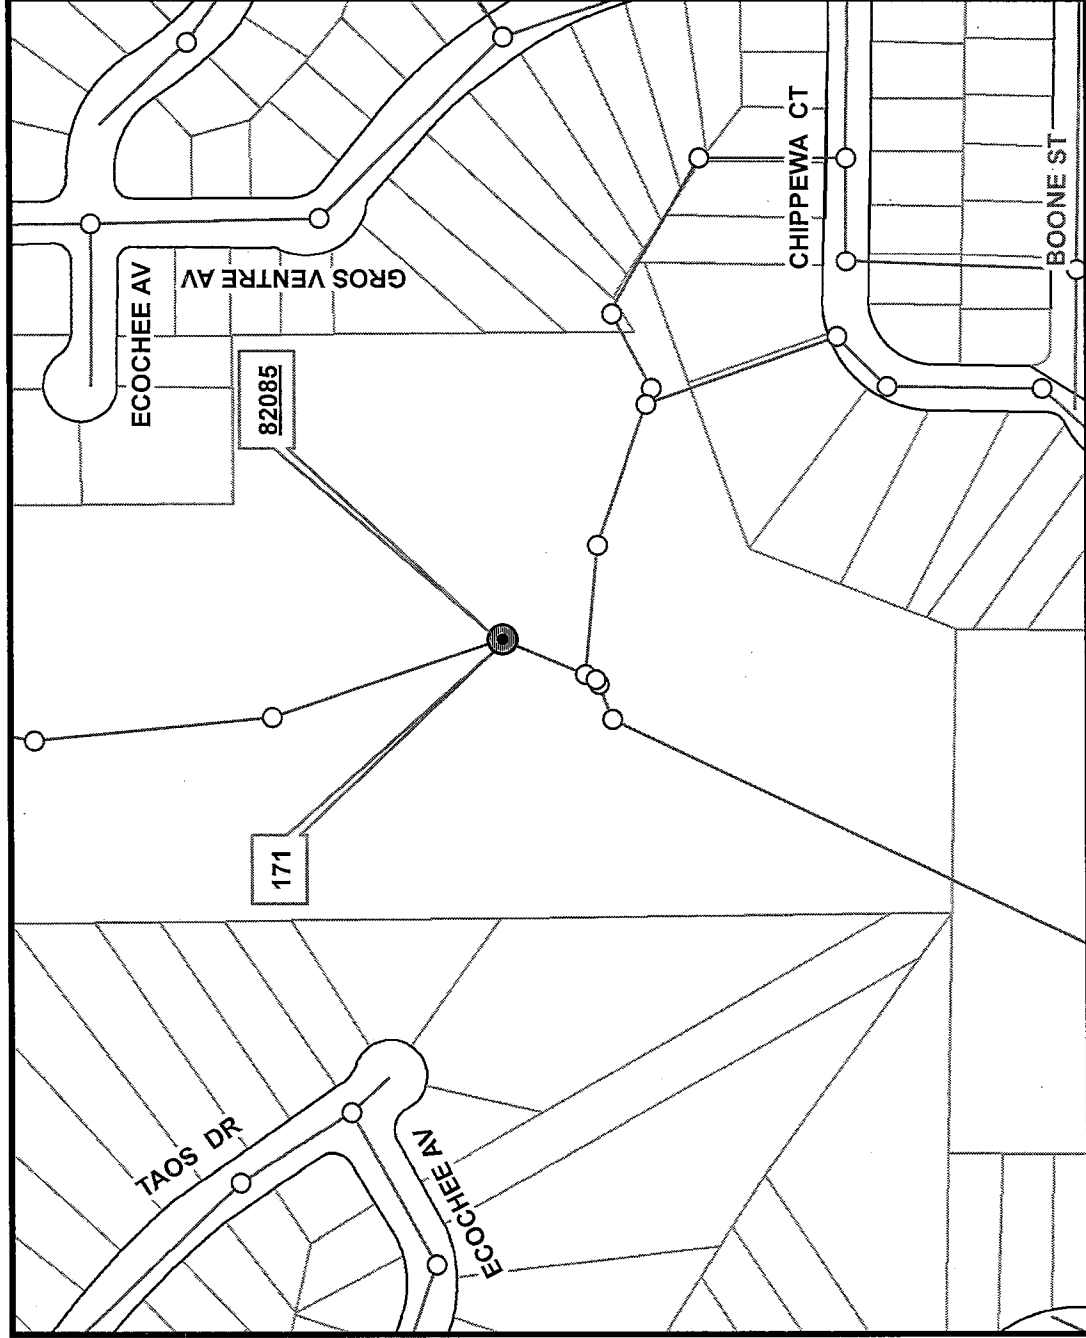 ECOCHEE AV
GROS VENTRE AV
82085
CHIPPEWA CT
BOONE ST
171
TAOS DR
ECOCHEE AV